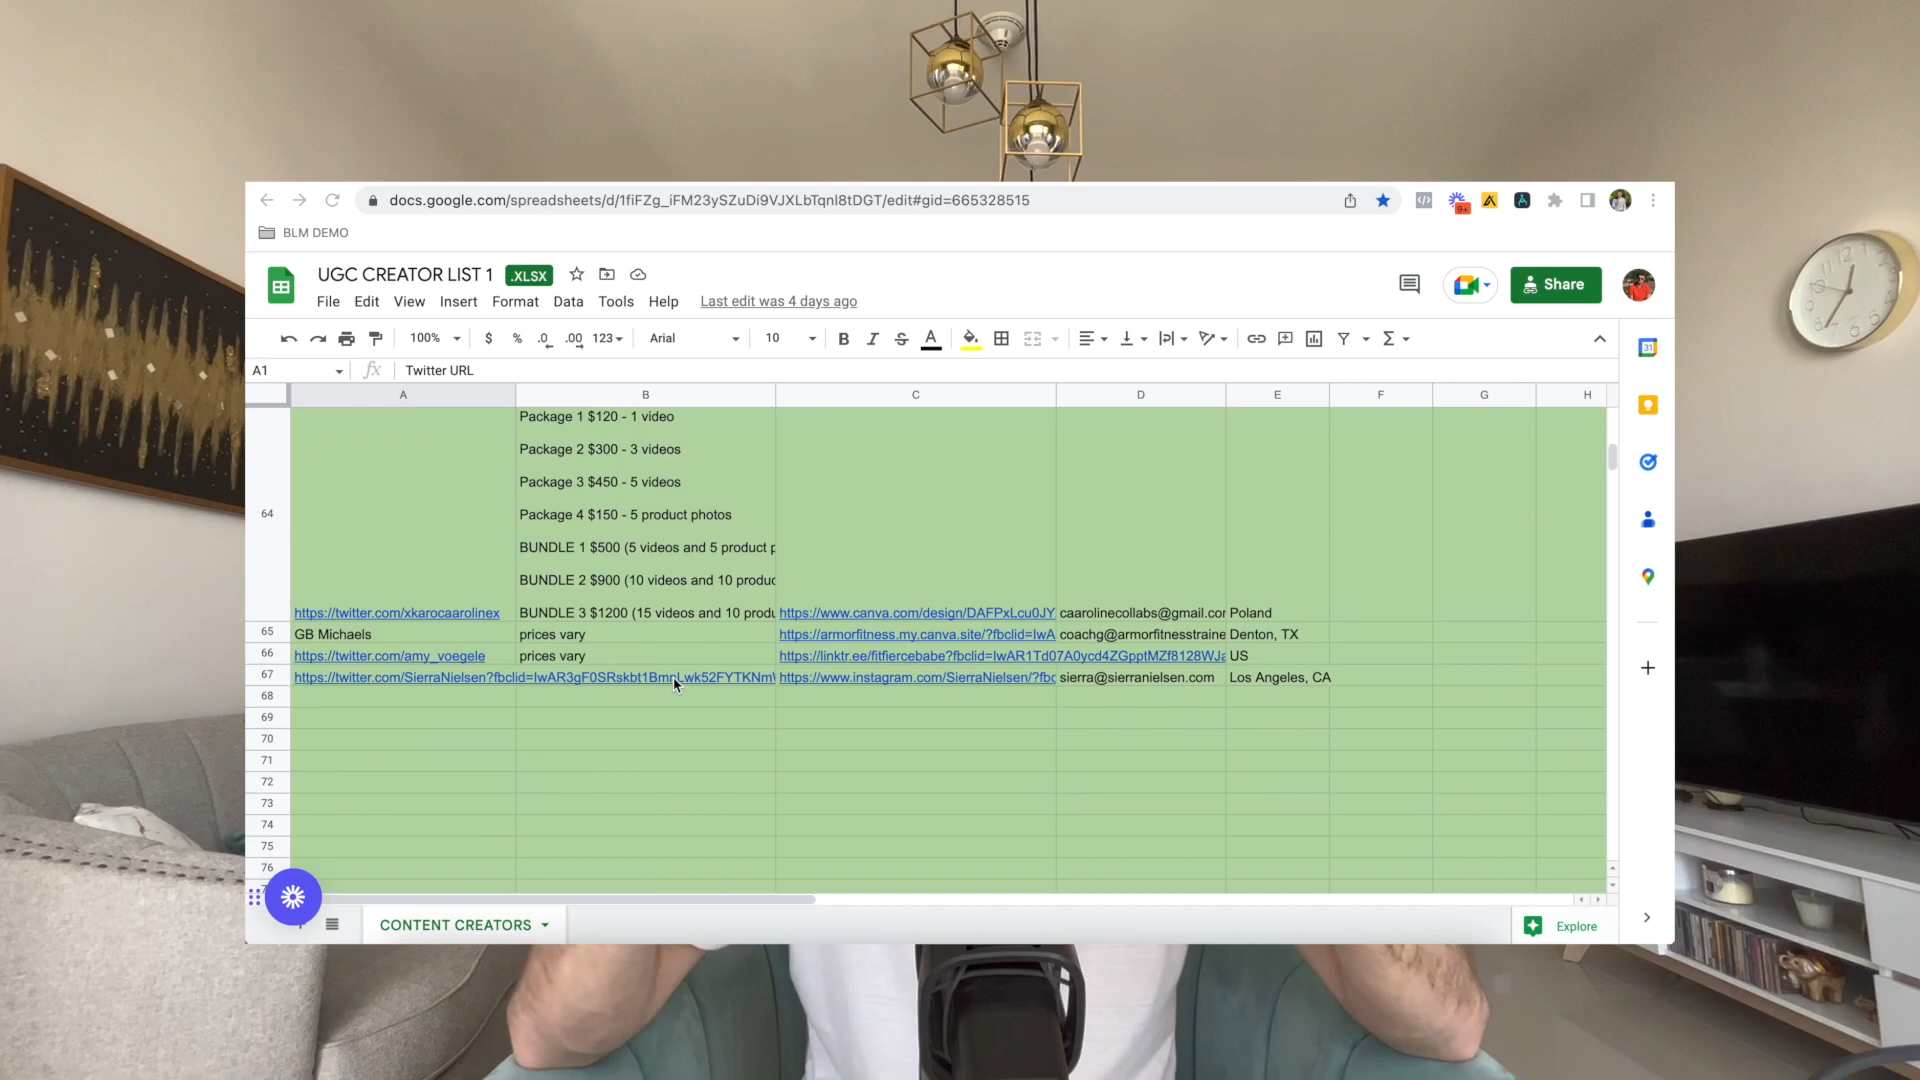 docs.google.com/spreadsheets/d/1fiFZg_iFM23ySZuDi9VJXLbTqnl8tDGT/edit#gid=665328515
9+
BLM DEMO
UGC CREATOR LIST 1 .XLSX
File Edit View Insert Format Data Tools Help Last edit was 4 days ago
Share
100% $ % .0 .00 123 Arial 10 B I S A
31
A1 fx Twitter URL
A B C D E F G H
Package 1 $120 - 1 video
Package 2 $300 - 3 videos
Package 3 $450 - 5 videos
64
Package 4 $150 - 5 product photos
BUNDLE 1 $500 (5 videos and 5 product p
BUNDLE 2 $900 (10 videos and 10 produc
https://twitter.com/xkarocaarolinex BUNDLE 3 $1200 (15 videos and 10 produ https://www.canva.com/design/DAFPxLcu0JY caarolinecollabs@gmail.cor Poland
65 GB Michaels prices vary https://armorfitness.my.canva.site/?fbclid=IwA coachg@armorfitnesstraine Denton, TX
66 https://twitter.com/amy_voegele prices vary https://linktr.ee/fitfiercebabe?fbclid=IwAR1Td07A0ycd4ZGpptMZf8128WJa US
67 https://twitter.com/SierraNielsen?fbclid=IwAR3gF0SRskbt1BmnLwk52FYTKNmV https://www.instagram.com/SierraNielsen/?fbc sierra@sierranielsen.com Los Angeles, CA
68
69
70
71
72
73
74
75
76
CONTENT CREATORS
Explore